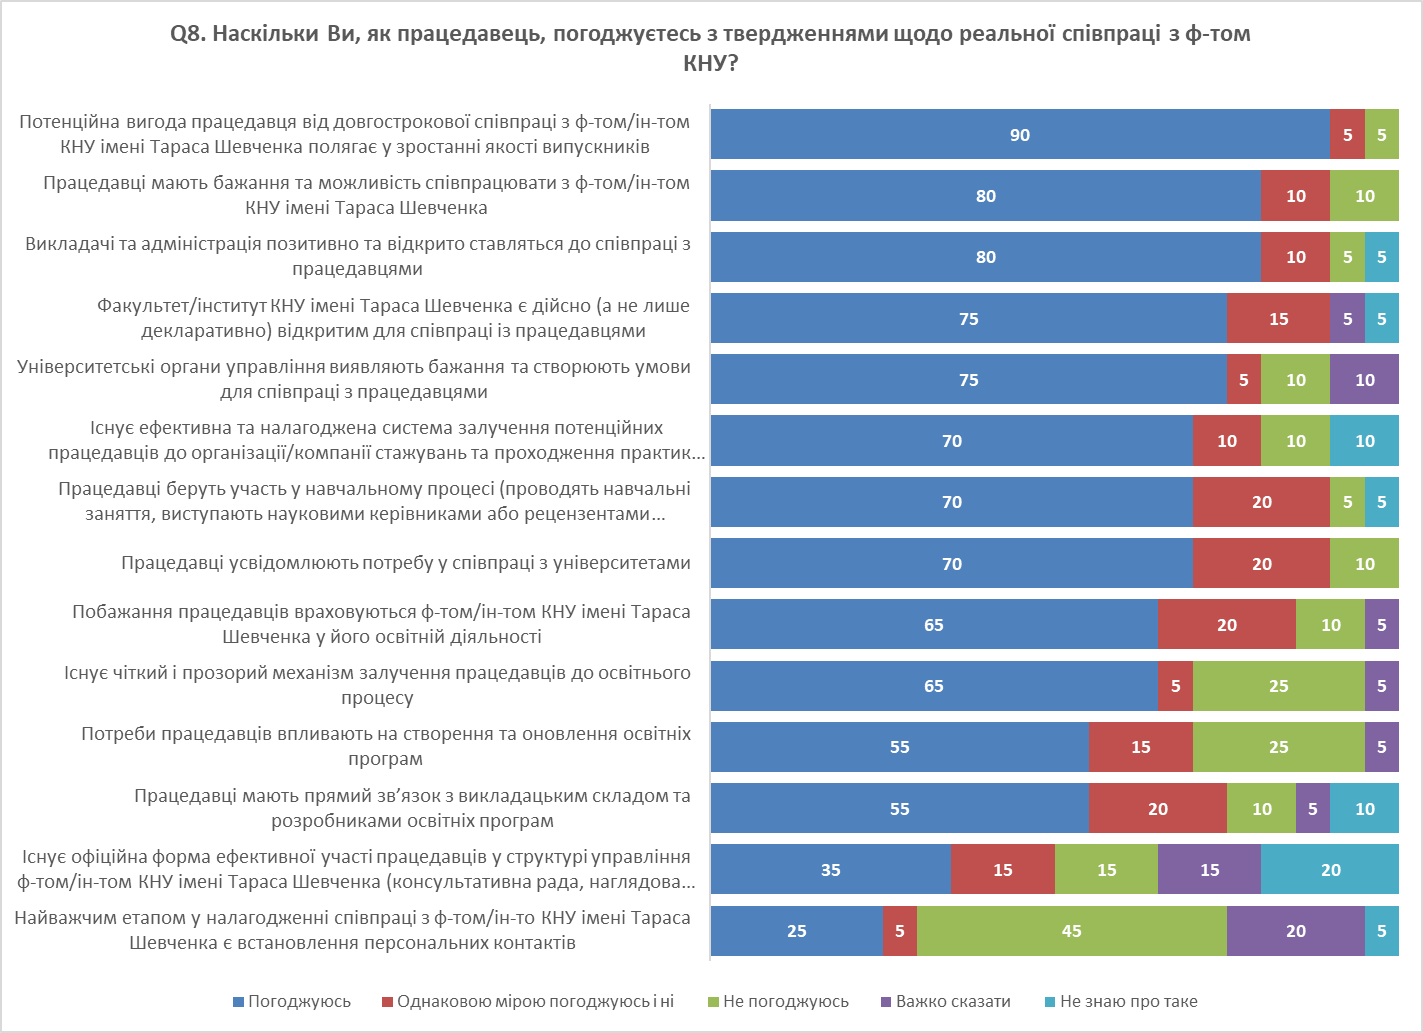 Q8. Наскільки Ви, як працедавець, погоджуєтесь з твердженнями щодо реальної співпраці з ф-том
КНУ?
Потенційна вигода працедавця від довгострокової співпраці з ф-том/ін-том
КНУ імені Тараса Шевченка полягає у зростанні якості випускників
90 5 5
Працедавці мають бажання та можливість співпрацювати з ф-том/ін-том
КНУ імені Тараса Шевченка
80 10 10
Викладачі та адміністрація позитивно та відкрито ставляться до співпраці з
працедавцями
80 10 5 5
Факультет/інститут КНУ імені Тараса Шевченка є дійсно (а не лише
декларативно) відкритим для співпраці із працедавцями
75 15 5 5
Університетські органи управління виявляють бажання та створюють умови
для співпраці з працедавцями
75 5 10 10
Існує ефективна та налагоджена система залучення потенційних
працедавців до організації/компанії стажувань та проходження практик...
70 10 10 10
Працедавці беруть участь у навчальному процесі (проводять навчальні
заняття, виступають науковими керівниками або рецензентами...
70 20 5 5
Працедавці усвідомлюють потребу у співпраці з університетами
70 20 10
Побажання працедавців враховуються ф-том/ін-том КНУ імені Тараса
Шевченка у його освітній діяльності
65 20 10 5
Існує чіткий і прозорий механізм залучення працедавців до освітнього
процесу
65 5 25 5
Потреби працедавців впливають на створення та оновлення освітніх
програм
55 15 25 5
Працедавці мають прямий зв’язок з викладацьким складом та
розробниками освітніх програм
55 20 10 5 10
Існує офіційна форма ефективної участі працедавців у структурі управління
ф-том/ін-том КНУ імені Тараса Шевченка (консультативна рада, наглядова...
35 15 15 15 20
Найважчим етапом у налагодженні співпраці з ф-том/ін-то КНУ імені Тараса
Шевченка є встановлення персональних контактів
25 5 45 20 5
Погоджуюсь Однаковою мірою погоджуюсь і ні Не погоджуюсь Важко сказати Не знаю про таке